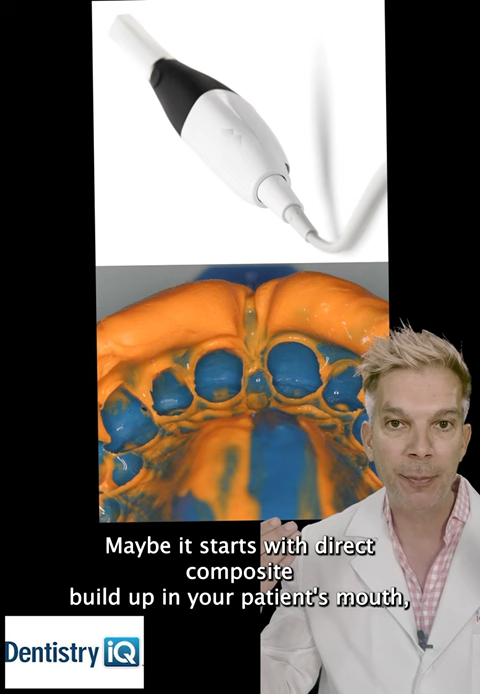 Maybe it starts with direct
composite
build up in your patient's mouth,
Dentistry iQ